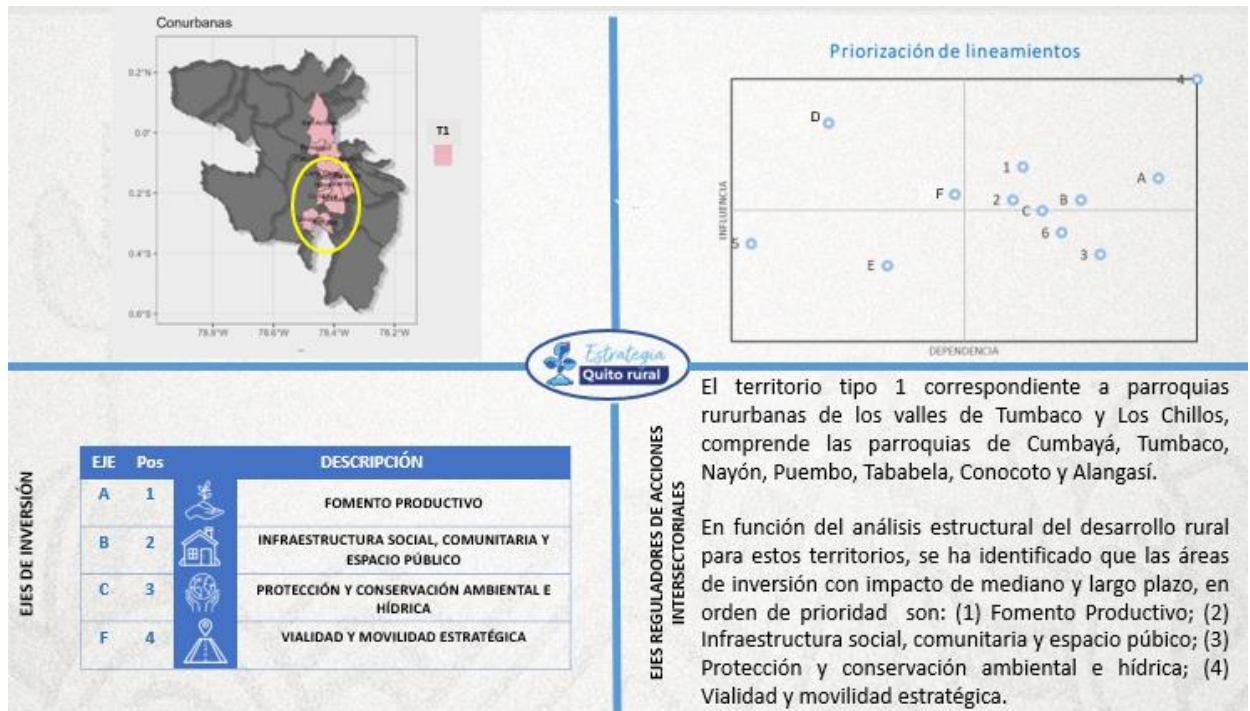 Conurbanas
0.2°N
0.0°
0.2°S
0.4°S
0.6°S
78.8°W 78.6°W 78.4°W 78.2°W
T1
Priorización de lineamientos
4
D
1
A
F
2
B
C
6
5
3
E
INFLUENCIA
DEPENDENCIA
Estrategia
Quito rural
EJES DE INVERSIÓN
EJE Pos DESCRIPCIÓN
A 1 FOMENTO PRODUCTIVO
B 2 INFRAESTRUCTURA SOCIAL, COMUNITARIA Y
ESPACIO PÚBLICO
C 3 PROTECCIÓN Y CONSERVACIÓN AMBIENTAL E
HÍDRICA
F 4 VIALIDAD Y MOVILIDAD ESTRATÉGICA
EJES REGULADORES DE ACCIONES
INTERSECTORIALES
El territorio tipo 1 correspondiente a parroquias
rururbanas de los valles de Tumbaco y Los Chillos,
comprende las parroquias de Cumbayá, Tumbaco,
Nayón, Puembo, Tababela, Conocoto y Alangasí.
En función del análisis estructural del desarrollo rural
para estos territorios, se ha identificado que las áreas
de inversión con impacto de mediano y largo plazo, en
orden de prioridad son: (1) Fomento Productivo; (2)
Infraestructura social, comunitaria y espacio púbico; (3)
Protección y conservación ambiental e hídrica; (4)
Vialidad y movilidad estratégica.